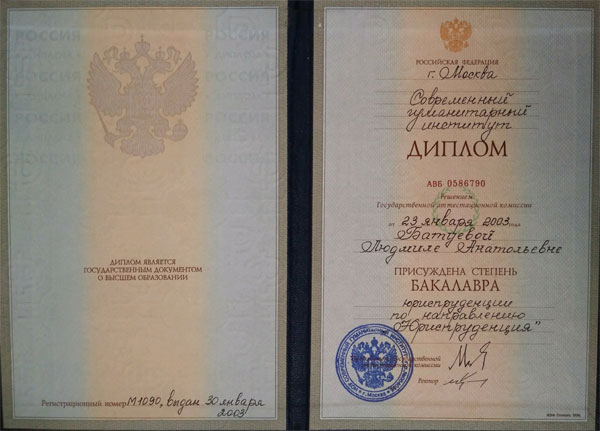 РОССИЯ
ДИПЛОМ ЯВЛЯЕТСЯ
ГОСУДАРСТВЕННЫМ ДОКУМЕНТОМ
О ВЫСШЕМ ОБРАЗОВАНИИ
Регистрационный номер М1090, выдан 30 января
2003
РОССИЙСКАЯ ФЕДЕРАЦИЯ
г. Москва
Современный
гуманитарный
институт
ДИПЛОМ
АВБ 0586790
Решением
Государственной аттестационной комиссии
от 23 января 2003 года
Батуевой
Людмиле Анатольевне
ПРИСУЖДЕНА СТЕПЕНЬ
БАКАЛАВРА
юриспруденции
по направлению
"Юриспруденция"
комиссии
Ректор